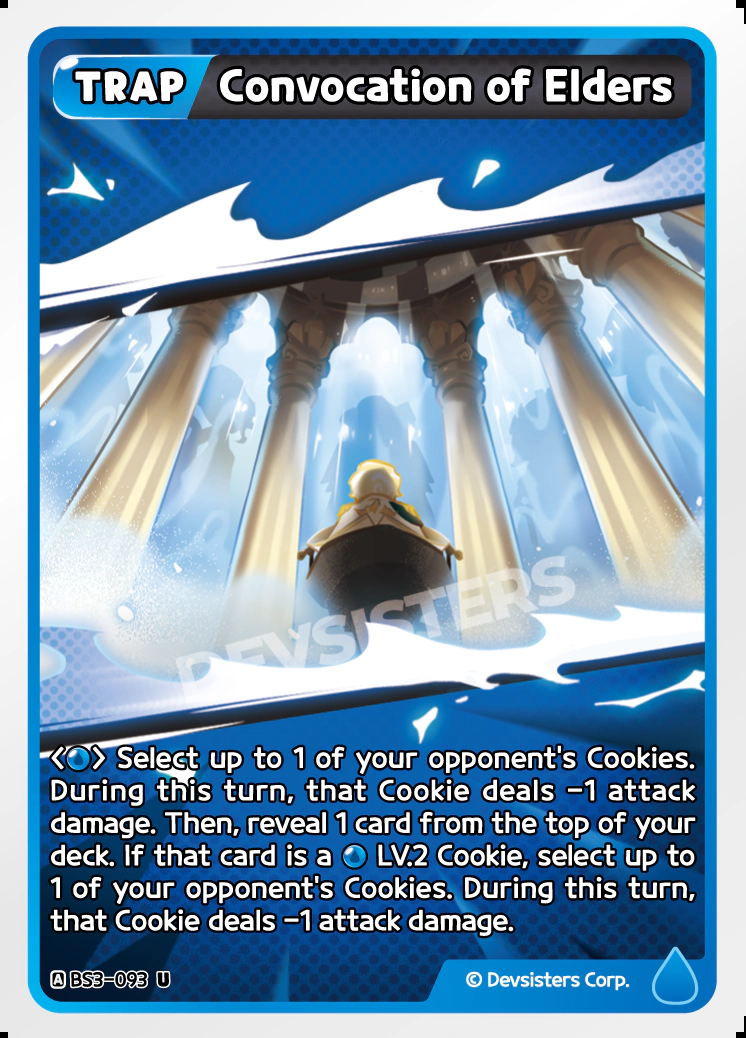 TRAP Convocation of Elders
DEVSISTERS
< > Select up to 1 of your opponent's Cookies.
During this turn, that Cookie deals -1 attack
damage. Then, reveal 1 card from the top of your
deck. If that card is a LV.2 Cookie, select up to
1 of your opponent's Cookies. During this turn,
that Cookie deals -1 attack damage.
A BS3-093 U
© Devsisters Corp.